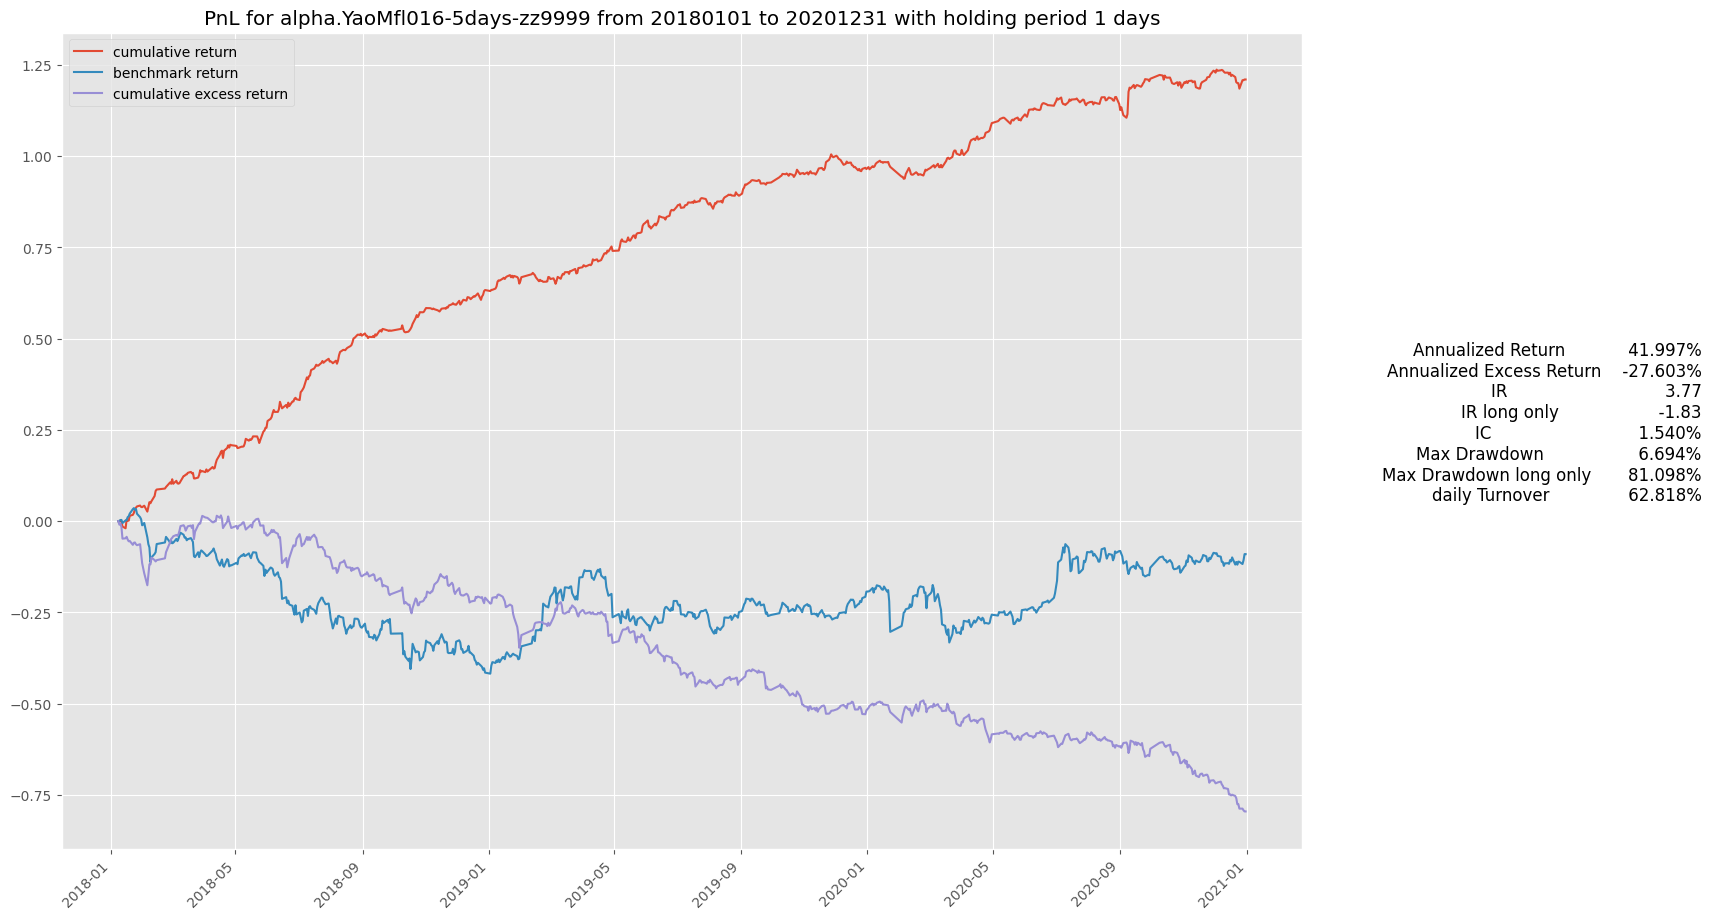 PnL for alpha.YaoMfl016-5days-zz9999 from 20180101 to 20201231 with holding period 1 days
cumulative return
benchmark return
cumulative excess return
1.25
1.00
0.75
0.50
0.25
0.00
−0.25
−0.50
−0.75
2018-01
2018-05
2018-09
2019-01
2019-05
2019-09
2020-01
2020-05
2020-09
2021-01
Annualized Return 41.997%
Annualized Excess Return -27.603%
IR 3.77
IR long only -1.83
IC 1.540%
Max Drawdown 6.694%
Max Drawdown long only 81.098%
daily Turnover 62.818%